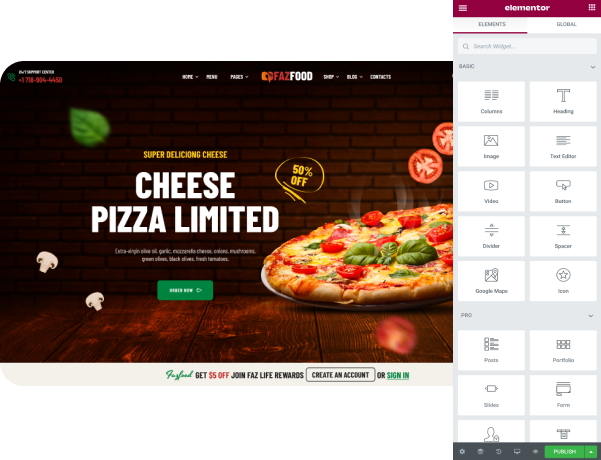 24/7 SUPPORT CENTER
+1 718-904-4450
HOME
MENU
PAGES
FAZFOOD
SHOP
BLOG
CONTACTS
SUPER DELICIONG CHEESE
CHEESE
PIZZA LIMITED
50%
OFF
Extra-virgin olive oil, garlic, mozzarella cheese, onions, mushrooms,
green olives, black olives, fresh tomatoes.
ORDER NOW
Fazfood GET $5 OFF JOIN FAZ LIFE REWARDS CREATE AN ACCOUNT OR SIGN IN
elementor
ELEMENTS
GLOBAL
Search Widget...
BASIC
Columns
Heading
Image
Text Editor
Video
Button
Divider
Spacer
Google Maps
Icon
PRO
Posts
Portfolio
Slides
Form
PUBLISH